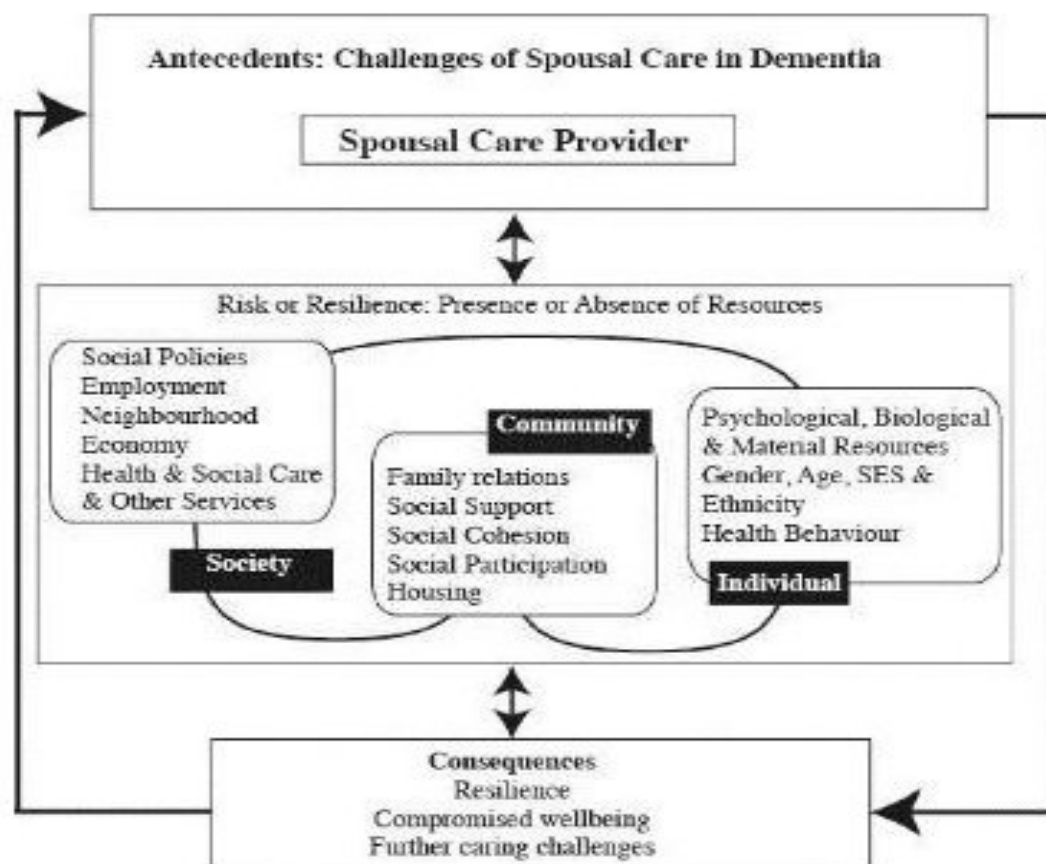 Antecedents: Challenges of Spousal Care in Dementia
Spousal Care Provider
Risk or Resilience: Presence or Absence of Resources
Social Policies
Employment
Neighbourhood
Economy
Health & Social Care
& Other Services
Society
Community
Family relations
Social Support
Social Cohesion
Social Participation
Housing
Psychological, Biological
& Material Resources
Gender, Age, SES &
Ethnicity
Health Behaviour
Individual
Consequences
Resilience
Compromised wellbeing
Further caring challenges